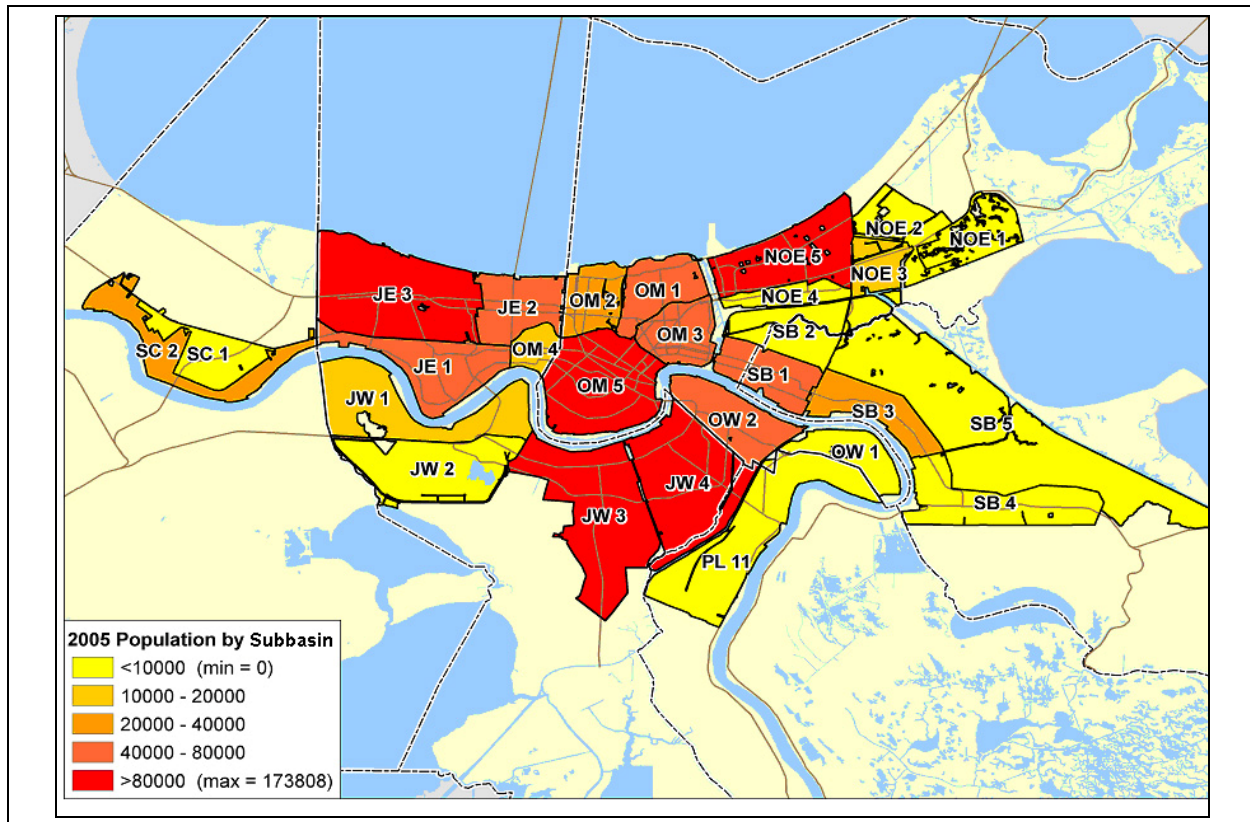 NOE 2
NOE 1
NOE 5
NOE 3
NOE 4
JE 3
JE 2
OM 2
OM 1
OM 3
SB 2
SC 2
SC 1
OM 4
JE 1
OM 5
SB 1
JW 1
SB 3
OW 2
SB 5
OW 1
JW 2
JW 4
SB 4
JW 3
PL 11
2005 Population by Subbasin
<10000 (min = 0)
10000 - 20000
20000 - 40000
40000 - 80000
>80000 (max = 173808)